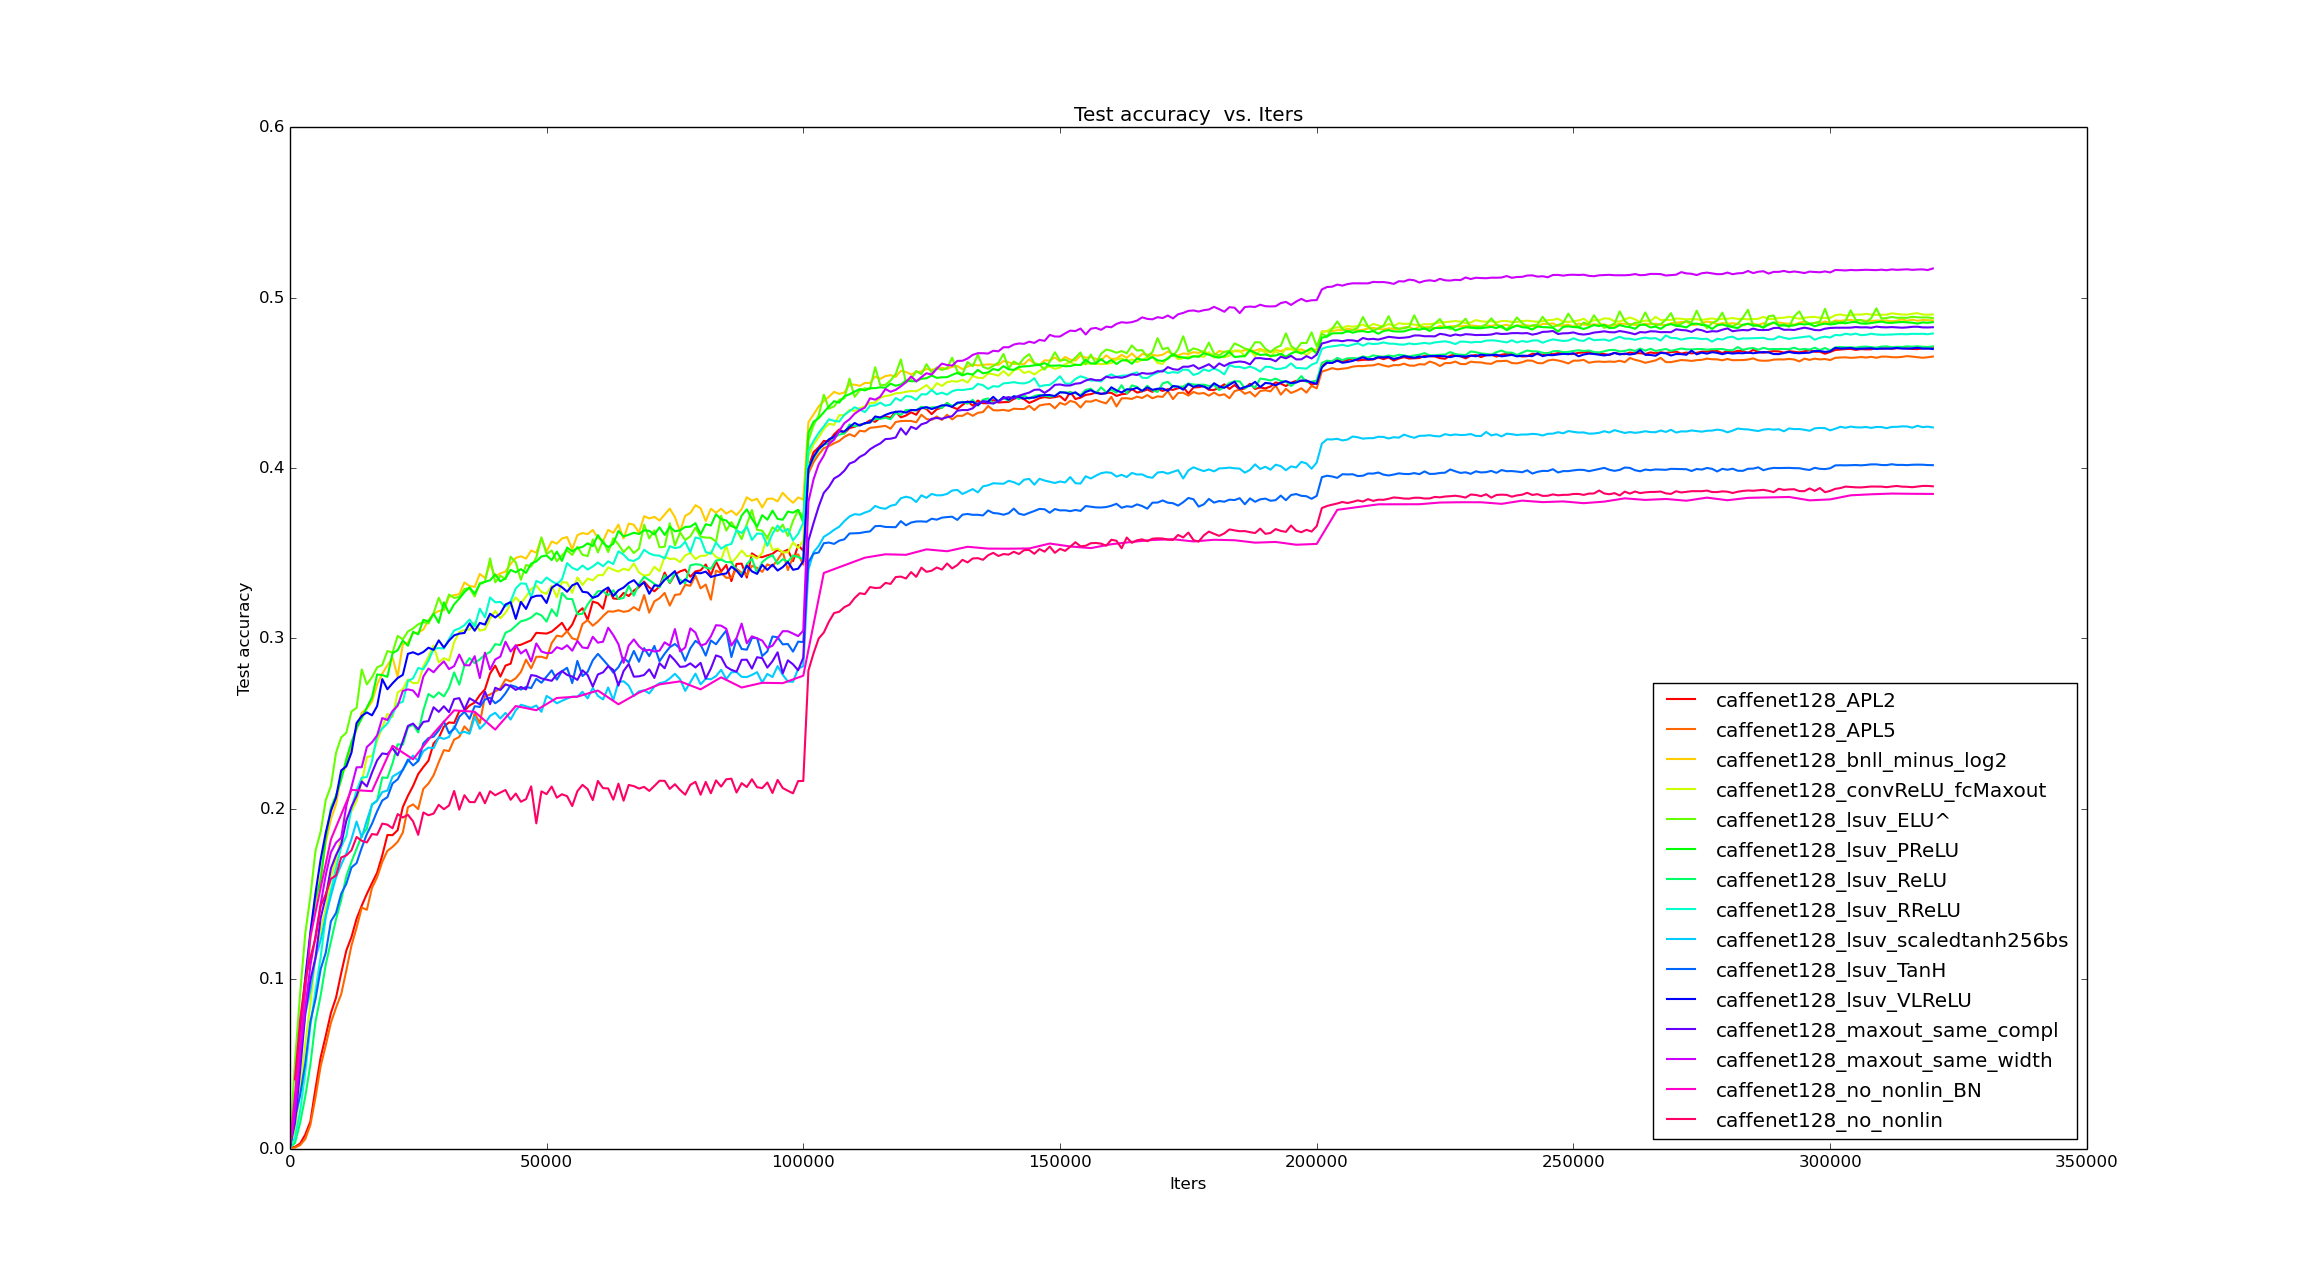 Test accuracy  vs. Iters
0.6
0.5
0.4
0.3
0.2
0.1
0.0
Test accuracy
0 50000 100000 150000 200000 250000 300000 350000
Iters
caffenet128_APL2
caffenet128_APL5
caffenet128_bnll_minus_log2
caffenet128_convReLU_fcMaxout
caffenet128_lsuv_ELU^
caffenet128_lsuv_PReLU
caffenet128_lsuv_ReLU
caffenet128_lsuv_RReLU
caffenet128_lsuv_scaledtanh256bs
caffenet128_lsuv_TanH
caffenet128_lsuv_VLReLU
caffenet128_maxout_same_compl
caffenet128_maxout_same_width
caffenet128_no_nonlin_BN
caffenet128_no_nonlin